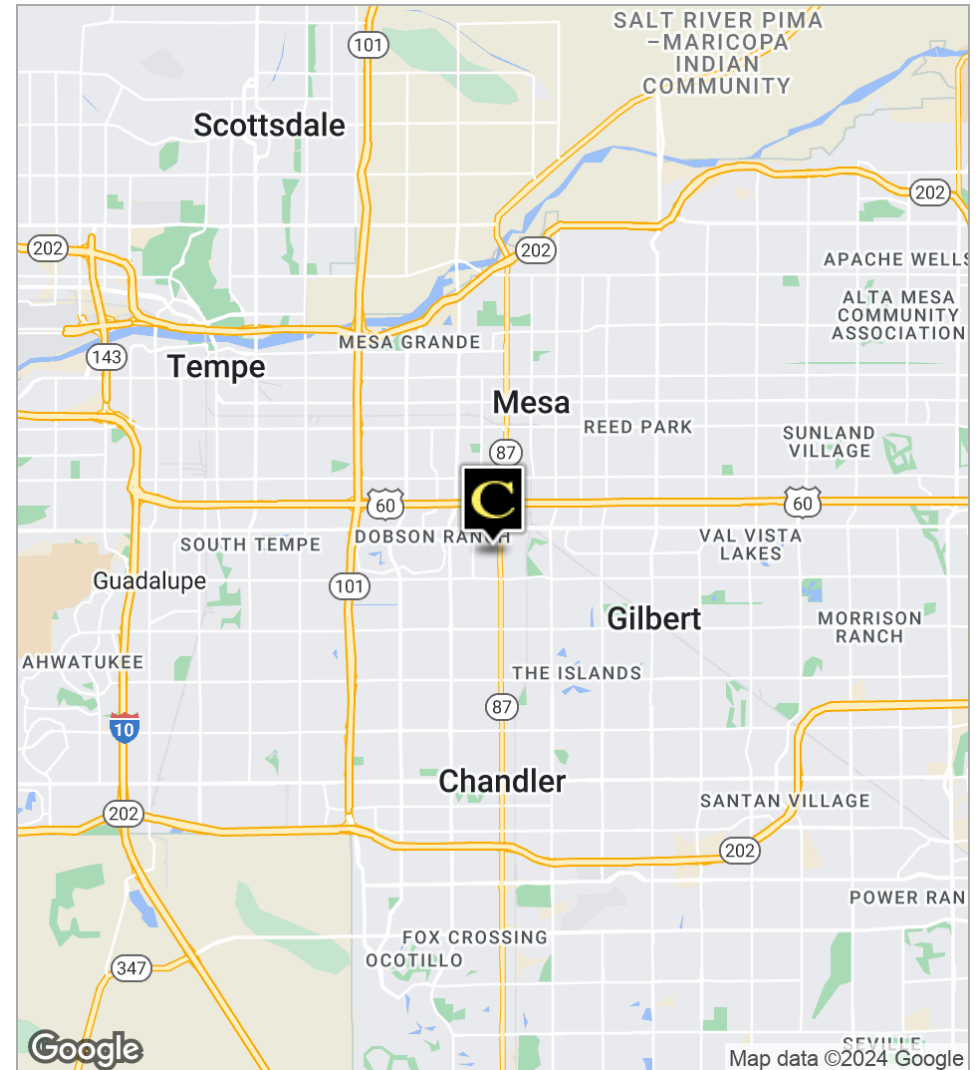 SALT RIVER PIMA
–MARICOPA
INDIAN
COMMUNITY
101
Scottsdale
202
202
202
APACHE WELLS
ALTA MESA
COMMUNITY
ASSOCIATION
MESA GRANDE
143
Tempe
Mesa
REED PARK
SUNLAND
VILLAGE
87
C
60
60
DOBSON RANCH
SOUTH TEMPE
VAL VISTA
LAKES
Guadalupe
101
Gilbert
MORRISON
RANCH
AHWATUKEE
THE ISLANDS
87
10
Chandler
SANTAN VILLAGE
202
202
POWER RAN
FOX CROSSING
OCOTILLO
347
SEVILLE
Google
Map data ©2024 Google